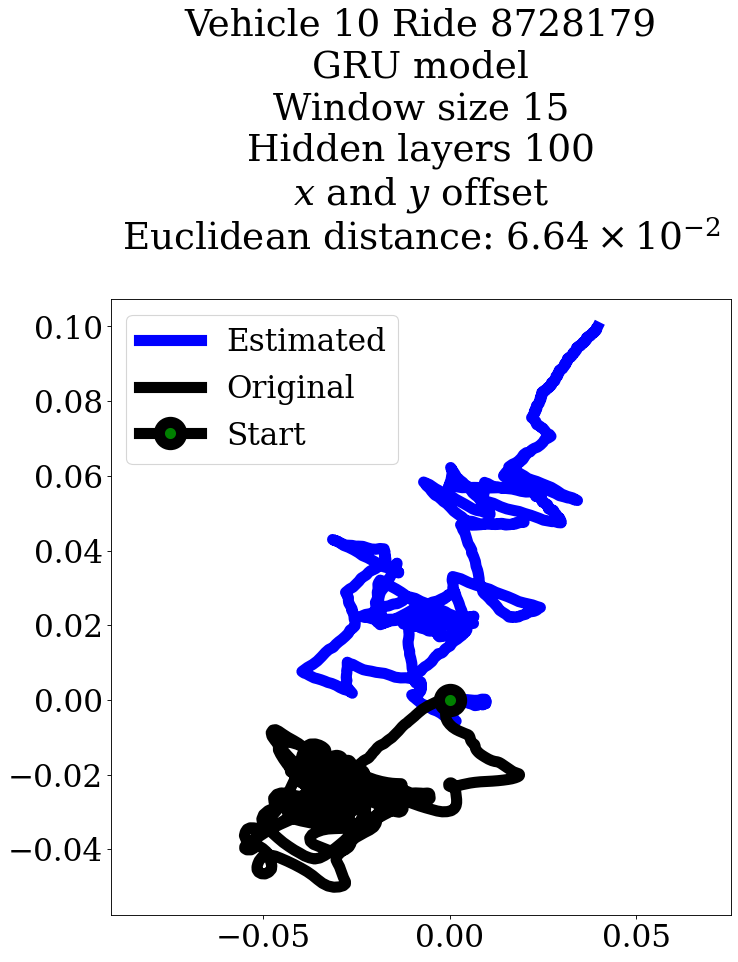 Vehicle 10 Ride 8728179
GRU model
Window size 15
Hidden layers 100
x and y offset
Euclidean distance: 6.64 × 10⁻²
Estimated
Original
Start
0.10
0.08
0.06
0.04
0.02
0.00
−0.02
−0.04
−0.05 0.00 0.05